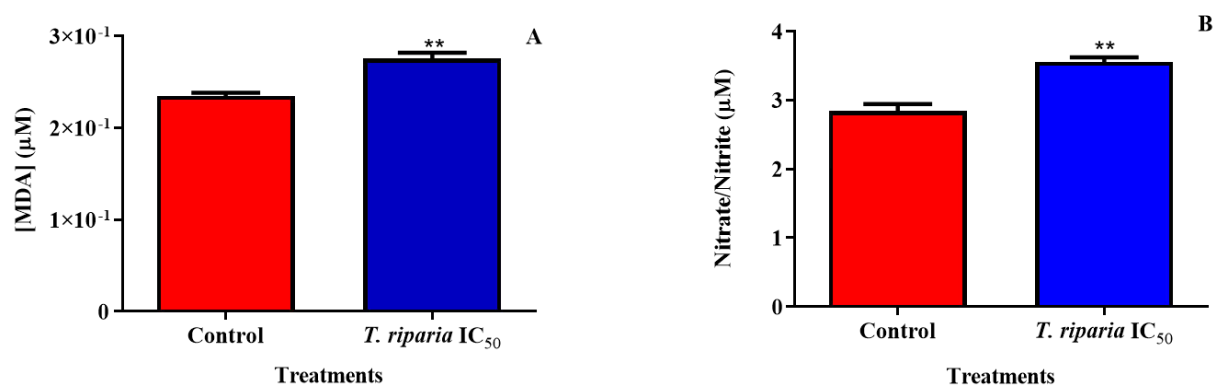 A
[MDA] (µM)
3×10⁻¹
**
2×10⁻¹
1×10⁻¹
0
Control
T. riparia IC₅₀
Treatments
B
Nitrate/Nitrite (µM)
4
**
3
2
1
0
Control
T. riparia IC₅₀
Treatments